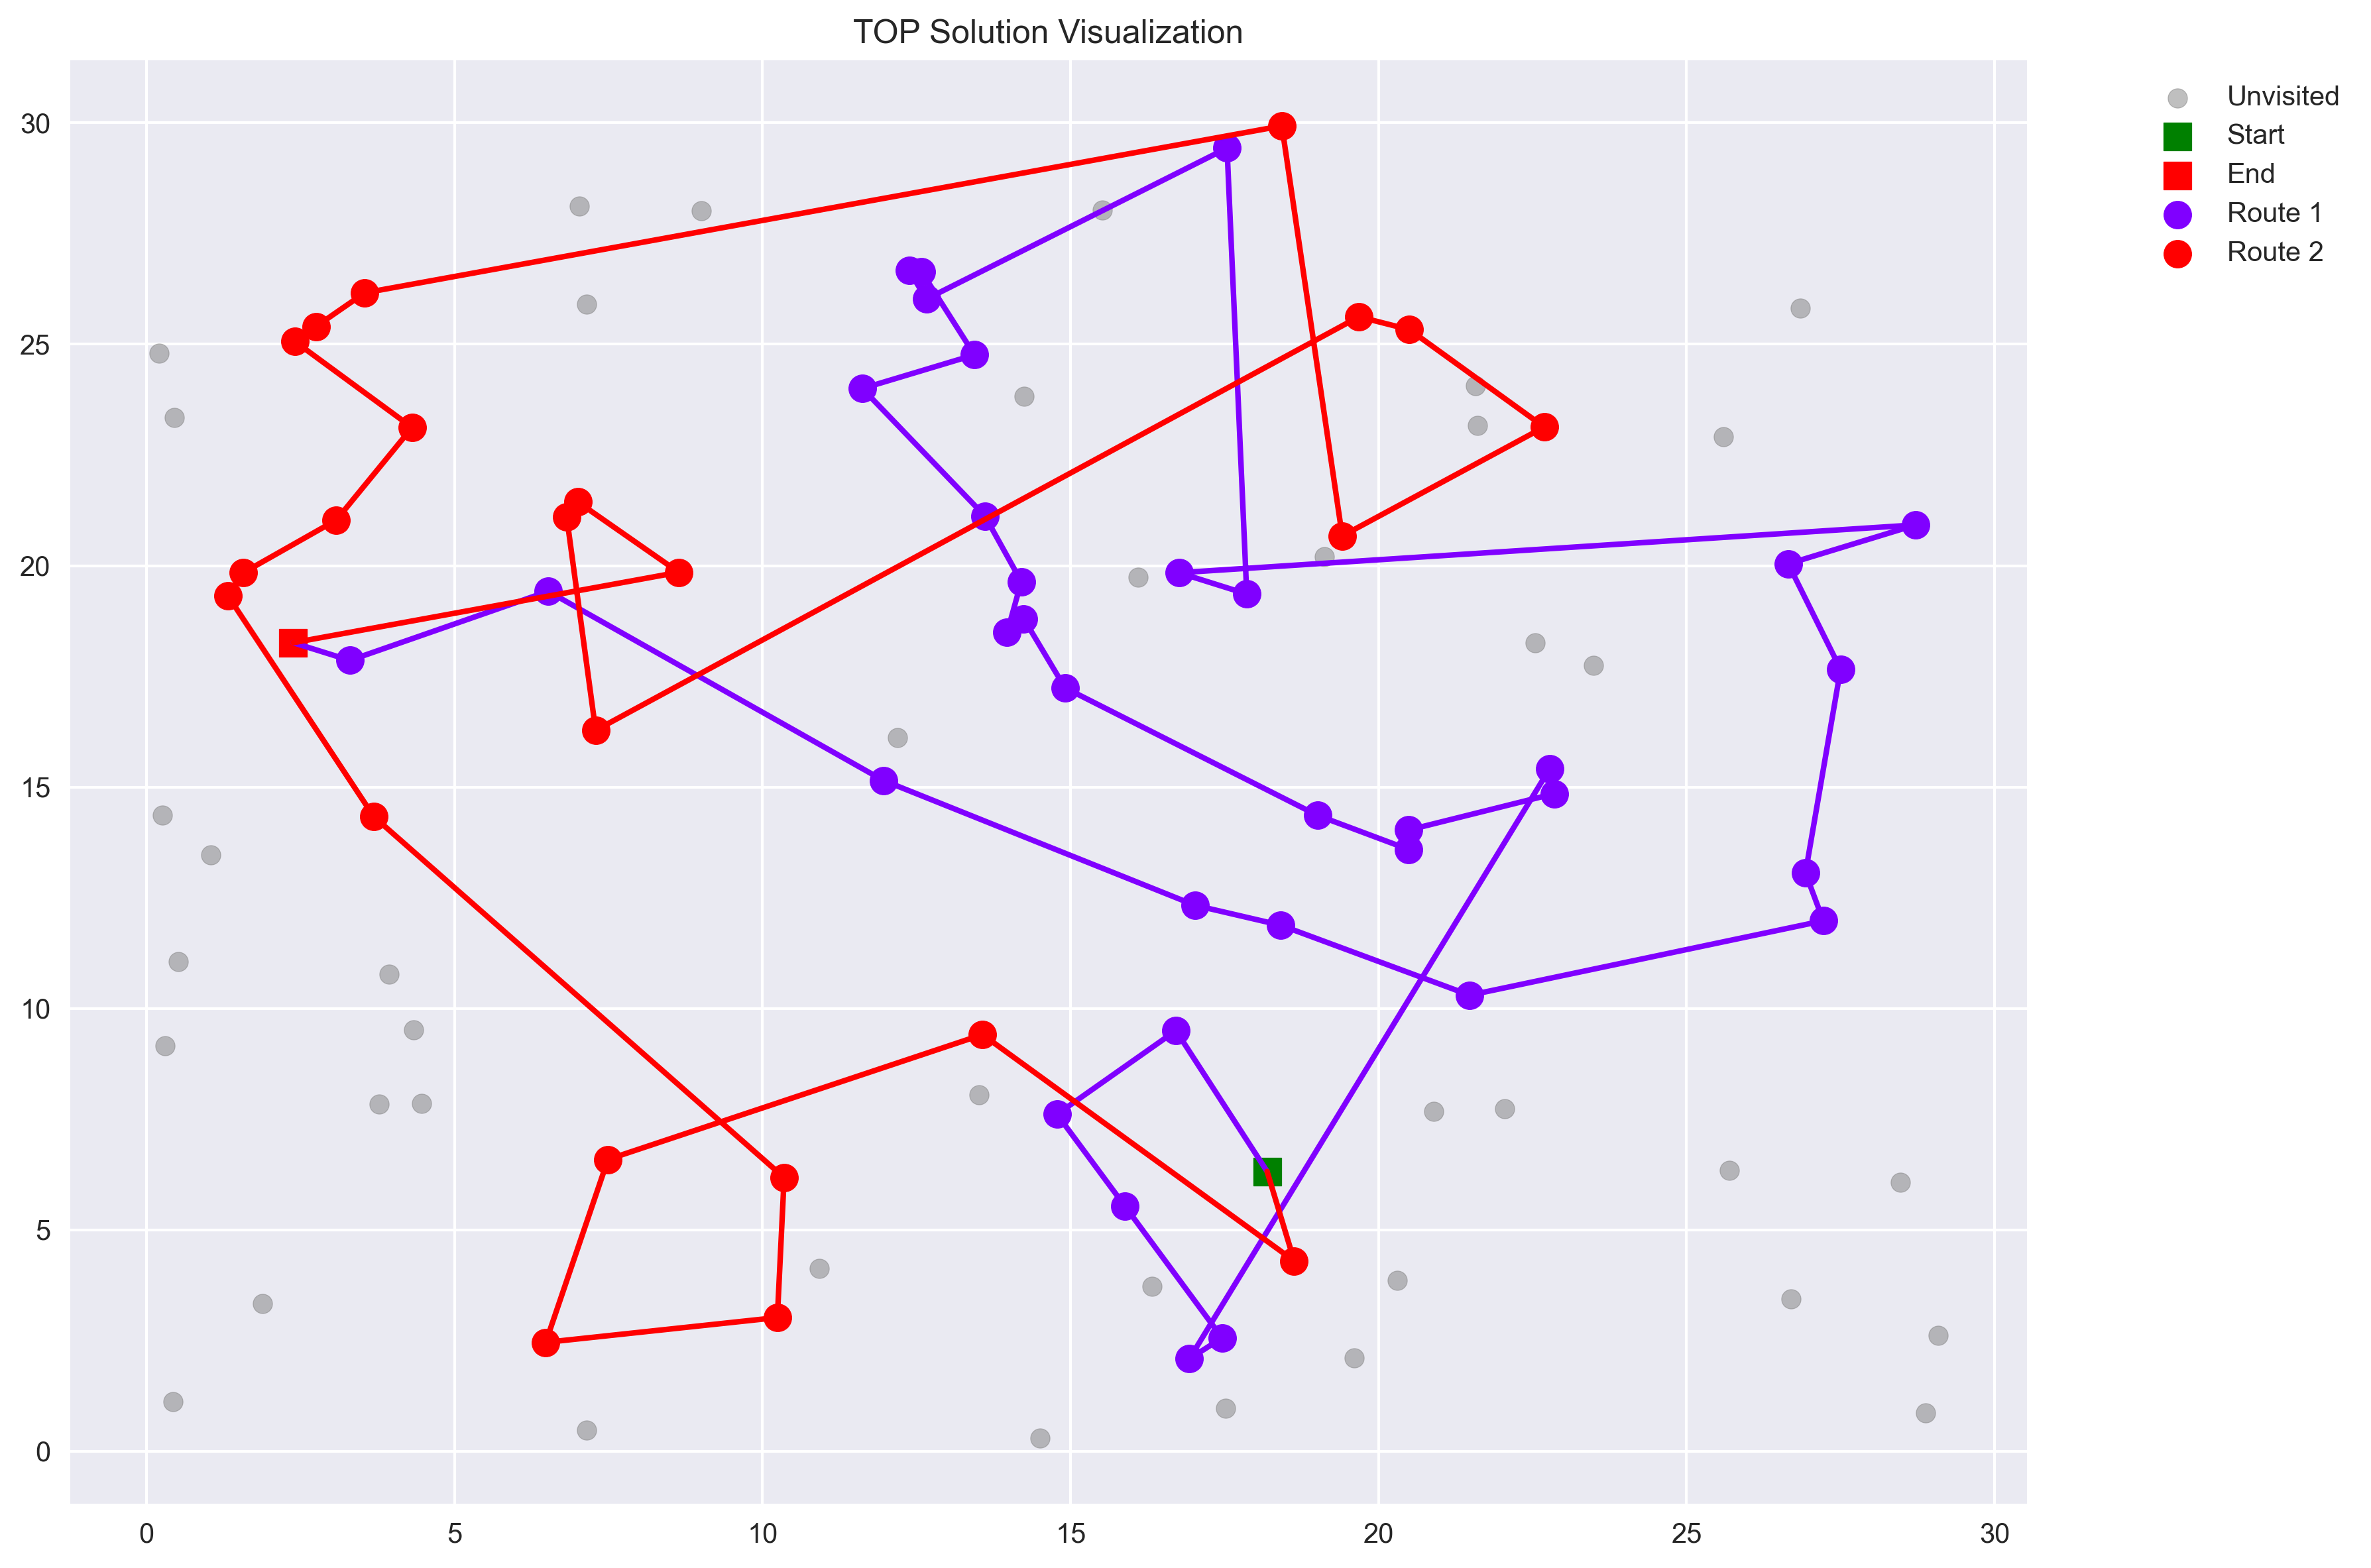 TOP Solution Visualization
Unvisited
Start
End
Route 1
Route 2
30
25
20
15
10
5
0
0 5 10 15 20 25 30